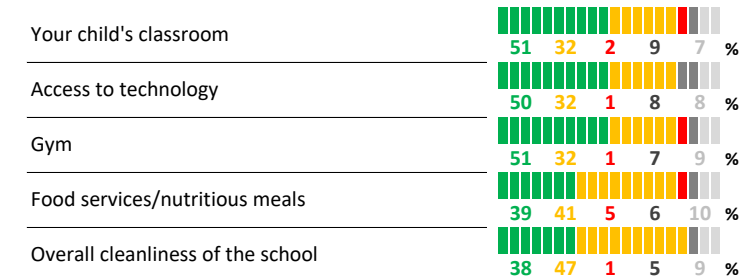 Your child's classroom
51 32 2 9 7 %
Access to technology
50 32 1 8 8 %
Gym
51 32 1 7 9 %
Food services/nutritious meals
39 41 5 6 10 %
Overall cleanliness of the school
38 47 1 5 9 %